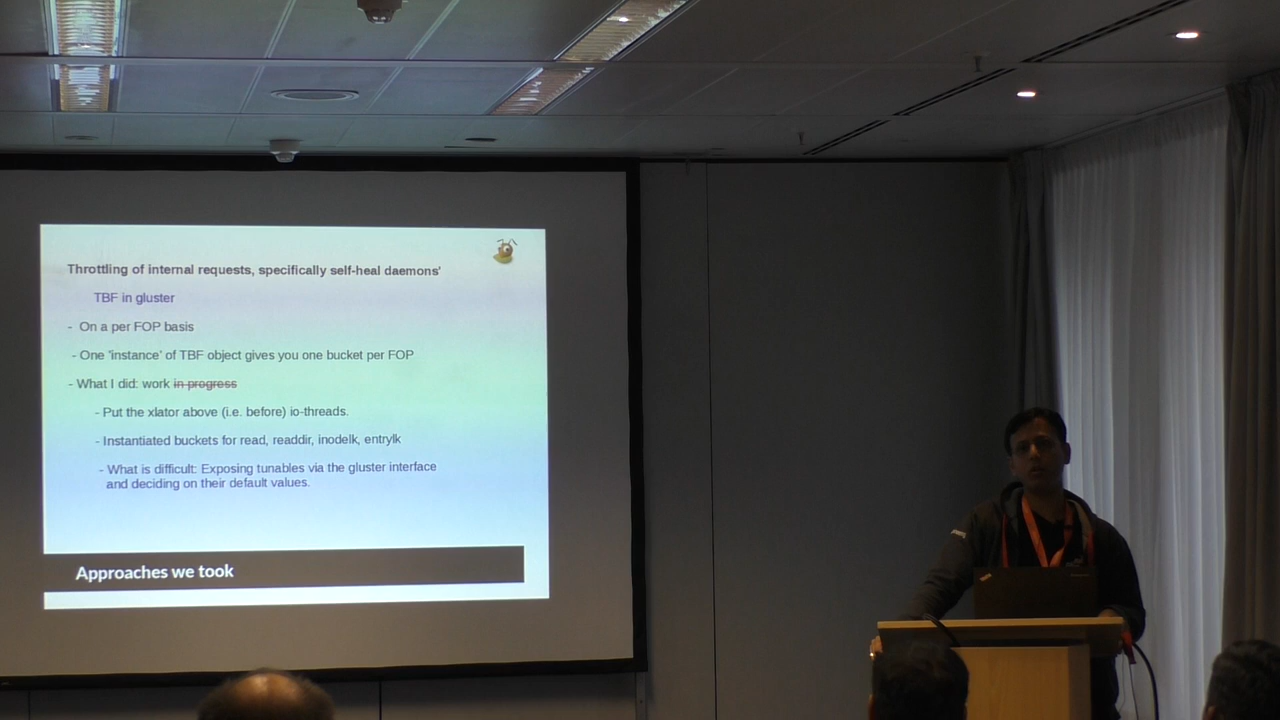 Throttling of internal requests, specifically self-heal daemons'
TBF in gluster
- On a per FOP basis
- One 'instance' of TBF object gives you one bucket per FOP
- What I did: work in progress
- Put the xlator above (i.e. before) io-threads.
- Instantiated buckets for read, readdir, inodelk, entrylk
- What is difficult: Exposing tunables via the gluster interface
and deciding on their default values.
Approaches we took